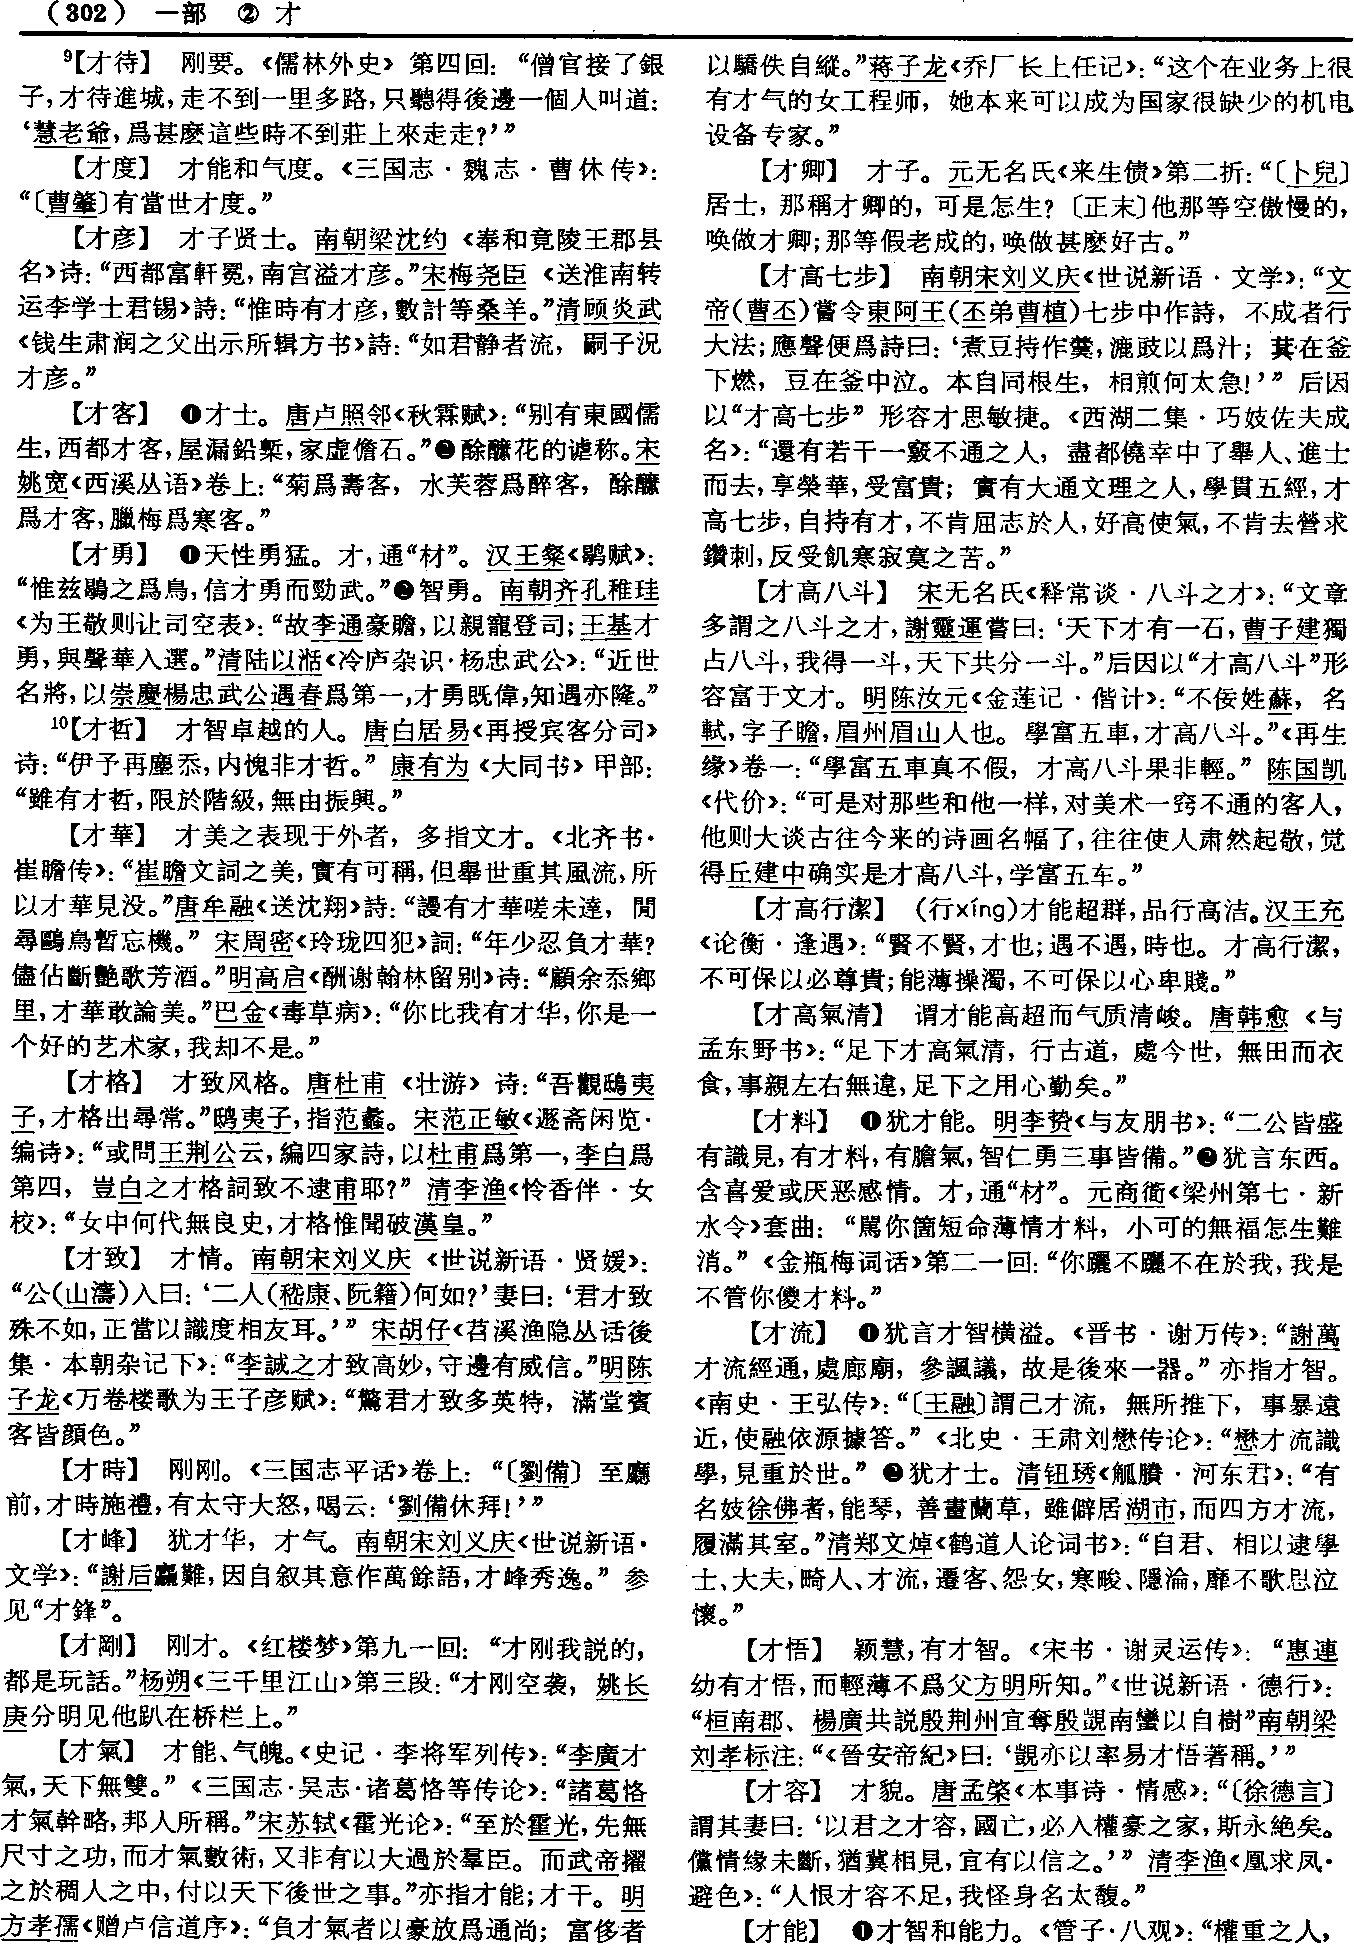 （302） 一部 ② 才
⁹【才待】 刚要。《儒林外史》第四回：“僧官接了銀
子，才待進城，走不到一里多路，只聽得後邊一個人叫道：
‘慧老爺，爲甚麽這些時不到莊上來走走？’”
【才度】 才能和气度。《三国志·魏志·曹休传》：
“〔曹肇〕有當世才度。”
【才彦】 才子贤士。南朝梁沈约《奉和竟陵王郡县
名》诗：“西都富軒冕，南宫溢才彦。”宋梅尧臣《送淮南转
运李学士君锡》詩：“惟時有才彦，數計等桑羊。”清顾炎武
《钱生肃润之父出示所辑方书》詩：“如君静者流，嗣子況
才彦。”
【才客】 ❶才士。唐卢照邻《秋霖赋》：“别有東國儒
生，西都才客，屋漏鉛槧，家虚儋石。”❷酴醿花的谑称。宋
姚宽《西溪丛语》卷上：“菊爲壽客，水芙蓉爲醉客，酴醿
爲才客，臘梅爲寒客。”
【才勇】 ❶天性勇猛。才，通“材”。汉王粲《鹖赋》：
“惟兹鶡之爲鳥，信才勇而勁武。”❷智勇。南朝齐孔稚珪
《为王敬则让司空表》：“故李通豪贍，以親寵登司；王基才
勇，與聲華入選。”清陆以湉《冷庐杂识·杨忠武公》：“近世
名將，以崇慶楊忠武公遇春爲第一，才勇既偉，知遇亦隆。”
¹⁰【才哲】 才智卓越的人。唐白居易《再授宾客分司》
诗：“伊予再塵忝，内愧非才哲。”康有为《大同书》甲部：
“雖有才哲，限於階級，無由振興。”
【才華】 才美之表现于外者，多指文才。《北齐书·
崔瞻传》：“崔瞻文詞之美，實有可稱，但舉世重其風流，所
以才華見没。”唐牟融《送沈翔》詩：“謾有才華嗟未達，閒
尋鷗鳥暫忘機。”宋周密《玲珑四犯》詞：“年少忍負才華？
儘佔斷艷歌芳酒。”明高启《酬谢翰林留别》诗：“顧余忝鄉
里，才華敢論美。”巴金《毒草病》：“你比我有才华，你是一
个好的艺术家，我却不是。”
【才格】 才致风格。唐杜甫《壮游》诗：“吾觀鴟夷
子，才格出尋常。”鸱夷子，指范蠡。宋范正敏《遯斋闲览·
编诗》：“或問王荆公云，編四家詩，以杜甫爲第一，李白爲
第四，豈白之才格詞致不逮甫耶？”清李渔《怜香伴·女
校》：“女中何代無良史，才格惟聞破漢皇。”
【才致】 才情。南朝宋刘义庆《世说新语·贤媛》：
“公（山濤）入曰：‘二人（嵇康、阮籍）何如？’妻曰：‘君才致
殊不如，正當以識度相友耳。’”宋胡仔《苕溪渔隐丛话後
集·本朝杂记下》：“李誠之才致高妙，守邊有威信。”明陈
子龙《万卷楼歌为王子彦赋》：“驚君才致多英特，滿堂賓
客皆顔色。”
【才時】 刚刚。《三国志平话》卷上：“〔劉備〕至廳
前，才時施禮，有太守大怒，喝云：‘劉備休拜！’”
【才峰】 犹才华，才气。南朝宋刘义庆《世说新语·
文学》：“謝后麤難，因自叙其意作萬餘語，才峰秀逸。”参
见“才鋒”。
【才剛】 刚才。《红楼梦》第九一回：“才刚我説的，
都是玩話。”杨朔《三千里江山》第三段：“才刚空袭，姚长
庚分明见他趴在桥栏上。”
【才氣】 才能、气魄。《史记·李将军列传》：“李廣才
氣，天下無雙。”《三国志·吴志·诸葛恪等传论》：“諸葛恪
才氣幹略，邦人所稱。”宋苏轼《霍光论》：“至於霍光，先無
尺寸之功，而才氣數術，又非有以大過於羣臣。而武帝擢
之於稠人之中，付以天下後世之事。”亦指才能；才干。明
方孝孺《赠卢信道序》：“負才氣者以豪放爲通尚；富侈者
以驕佚自縱。”蒋子龙《乔厂长上任记》：“这个在业务上很
有才气的女工程师，她本来可以成为国家很缺少的机电
设备专家。”
【才卿】 才子。元无名氏《来生债》第二折：“〔卜兒〕
居士，那稱才卿的，可是怎生？〔正末〕他那等空傲慢的，
唤做才卿；那等假老成的，唤做甚麽好古。”
【才高七步】 南朝宋刘义庆《世说新语·文学》：“文
帝（曹丕）嘗令東阿王（丕弟曹植）七步中作詩，不成者行
大法；應聲便爲詩曰：‘煮豆持作羹，漉豉以爲汁；萁在釜
下燃，豆在釜中泣。本自同根生，相煎何太急！’”后因
以“才高七步”形容才思敏捷。《西湖二集·巧妓佐夫成
名》：“還有若干一竅不通之人，盡都僥幸中了舉人、進士
而去，享榮華，受富貴；實有大通文理之人，學貫五經，才
高七步，自持有才，不肯屈志於人，好高使氣，不肯去營求
鑽刺，反受飢寒寂寞之苦。”
【才高八斗】 宋无名氏《释常谈·八斗之才》：“文章
多謂之八斗之才，謝靈運嘗曰：‘天下才有一石，曹子建獨
占八斗，我得一斗，天下共分一斗。”后因以“才高八斗”形
容富于文才。明陈汝元《金莲记·偕计》：“不佞姓蘇，名
軾，字子瞻，眉州眉山人也。學富五車，才高八斗。”《再生
缘》卷一：“學富五車真不假，才高八斗果非輕。”陈国凯
《代价》：“可是对那些和他一样，对美术一窍不通的客人，
他则大谈古往今来的诗画名幅了，往往使人肃然起敬，觉
得丘建中确实是才高八斗，学富五车。”
【才高行潔】 （行xíng）才能超群，品行高洁。汉王充
《论衡·逢遇》：“賢不賢，才也；遇不遇，時也。才高行潔，
不可保以必尊貴；能薄操濁，不可保以必卑賤。”
【才高氣清】 谓才能高超而气质清峻。唐韩愈《与
孟东野书》：“足下才高氣清，行古道，處今世，無田而衣
食，事親左右無違，足下之用心勤矣。”
【才料】 ❶犹才能。明李贽《与友朋书》：“二公皆盛
有識見，有才料，有膽氣，智仁勇三事皆備。”❷犹言东西。
含喜爱或厌恶感情。才，通“材”。元商衟《梁州第七·新
水令》套曲：“駡你箇短命薄情才料，小可的無福怎生難
消。”《金瓶梅词话》第二一回：“你曬不曬不在於我，我是
不管你傻才料。”
【才流】 ❶犹言才智横溢。《晋书·谢万传》：“謝萬
才流經通，處廊廟，參諷議，故是後來一器。”亦指才智。
《南史·王弘传》：“〔王融〕謂己才流，無所推下，事暴遠
近，使融依源據答。”《北史·王肃刘懋传论》：“懋才流識
學，見重於世。”❷犹才士。清钮琇《觚賸·河东君》：“有
名妓徐佛者，能琴，善畫蘭草，雖僻居湖市，而四方才流，
履滿其室。”清郑文焯《鹤道人论词书》：“自君、相以逮學
士、大夫，畸人、才流，遷客、怨女，寒畯、隱淪，靡不歌思泣
懷。”
【才悟】 颖慧，有才智。《宋书·谢灵运传》：“惠連
幼有才悟，而輕薄不爲父方明所知。”《世说新语·德行》：
“桓南郡、楊廣共説殷荆州宜奪殷覬南蠻以自樹”南朝梁
刘孝标注：“《晉安帝紀》曰：‘覬亦以率易才悟著稱。’”
【才容】 才貌。唐孟棨《本事诗·情感》：“〔徐德言〕
謂其妻曰：‘以君之才容，國亡，必入權豪之家，斯永絶矣。
儻情緣未斷，猶冀相見，宜有以信之。’”清李渔《凰求凤·
避色》：“人恨才容不足，我怪身名太馥。”
【才能】 ❶才智和能力。《管子·八观》：“權重之人，